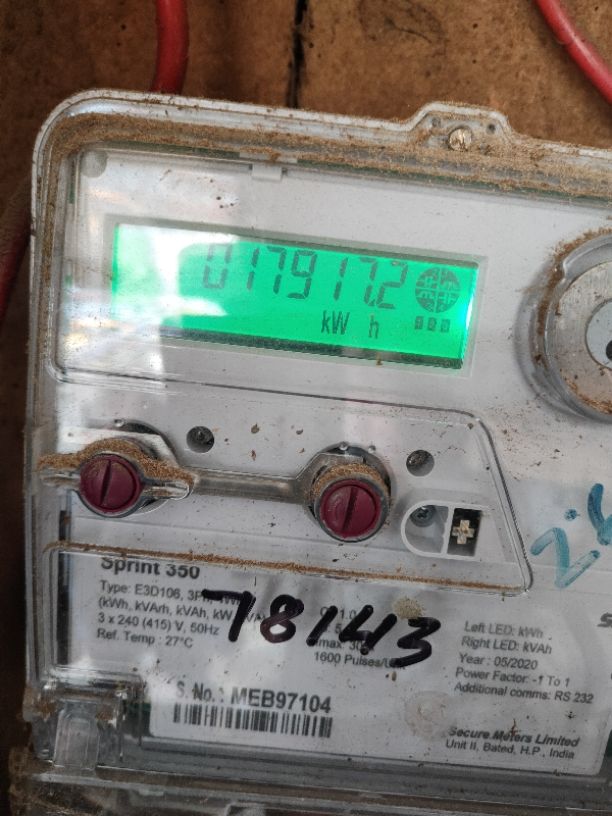 017917.2
kW h
Sprint 350
Type: E3D106, 3P
(kWh, kVArh, kVAh, kW
3 x 240 (415) V, 50Hz
Ref. Temp : 27°C
1600 Pulses/
78143
Left LED: kWh
Right LED: kVAh
Year : 05/2020
Power Factor: -1 To 1
Additional comms: RS 232
S. No. : MEB97104
Secure Meters Limited
Unit II, Bated, H.P., India